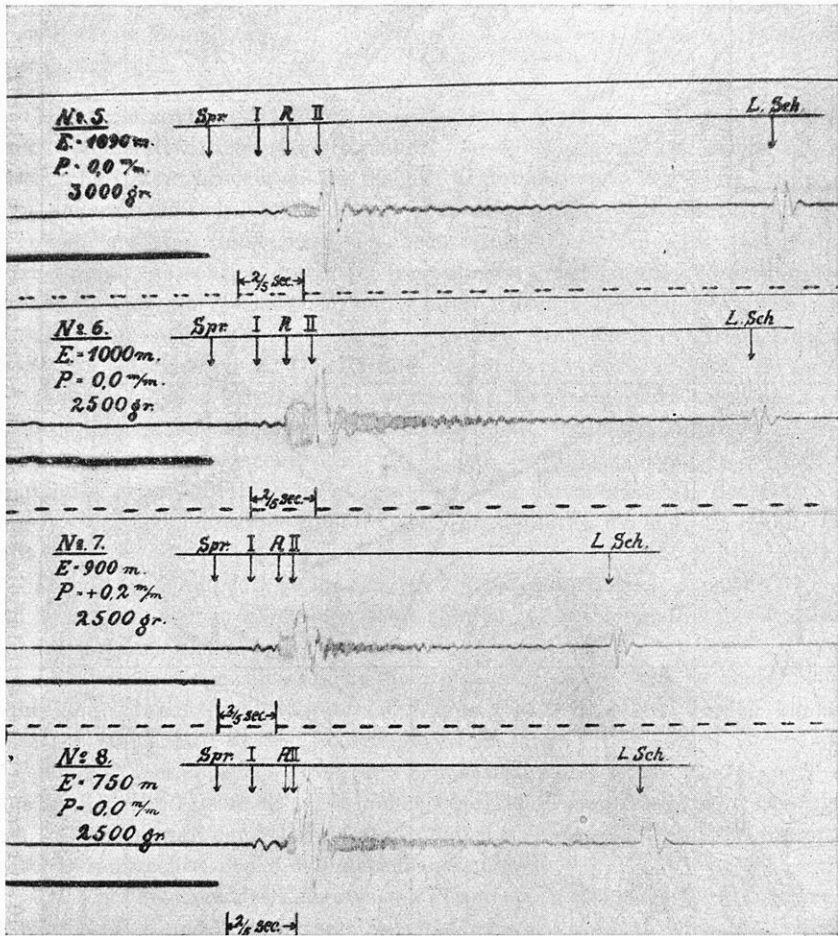 Nº. 5. Spr. I R II L. Sch.
E = 1090 m.
P = 0,0 m/m
3000 gr.
2/5 sec.
Nº. 6. Spr. I R II L. Sch
E = 1000 m.
P = 0,0 m/m.
2500 gr.
2/5 sec.
Nº. 7. Spr. I R II L. Sch.
E = 900 m.
P = +0,2 m/m
2500 gr.
2/5 sec.
Nº 8. Spr. I R II L. Sch
E = 750 m
P = 0,0 m/m
2500 gr
2/5 sec.